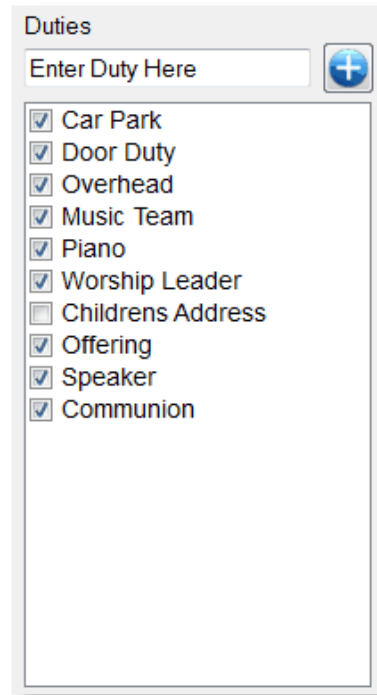 Duties
Enter Duty Here
Car Park
Door Duty
Overhead
Music Team
Piano
Worship Leader
Childrens Address
Offering
Speaker
Communion